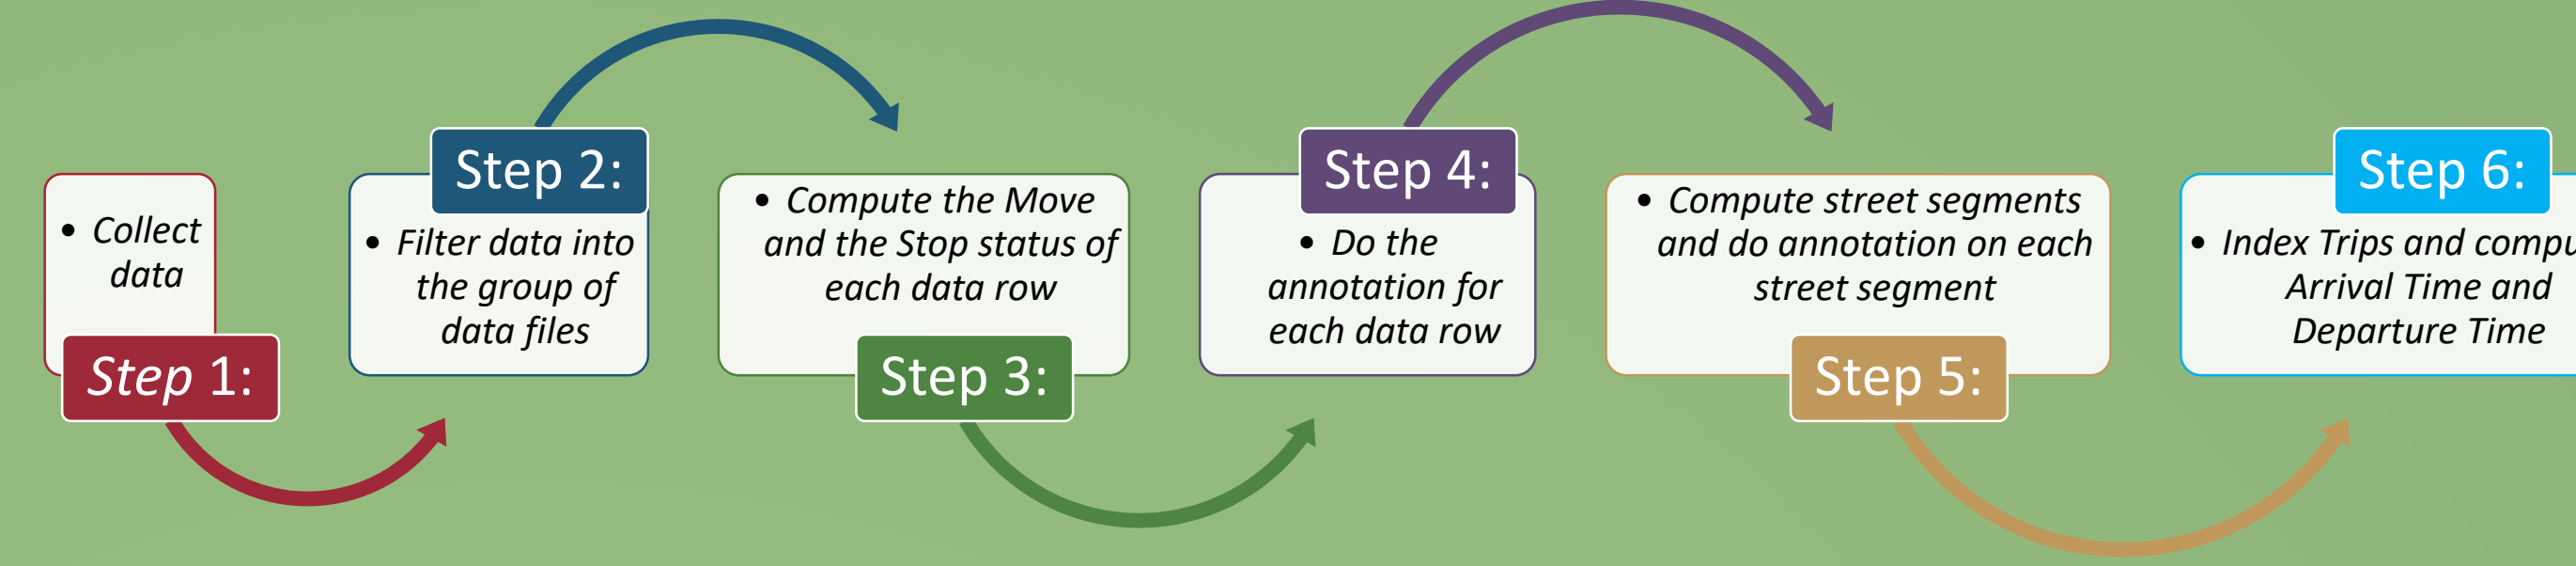 • Collect
data
Step 1:
Step 2:
• Filter data into
the group of
data files
• Compute the Move
and the Stop status of
each data row
Step 3:
Step 4:
• Do the
annotation for
each data row
• Compute street segments
and do annotation on each
street segment
Step 5:
Step 6:
• Index Trips and
Arrival Time and
Departure Time